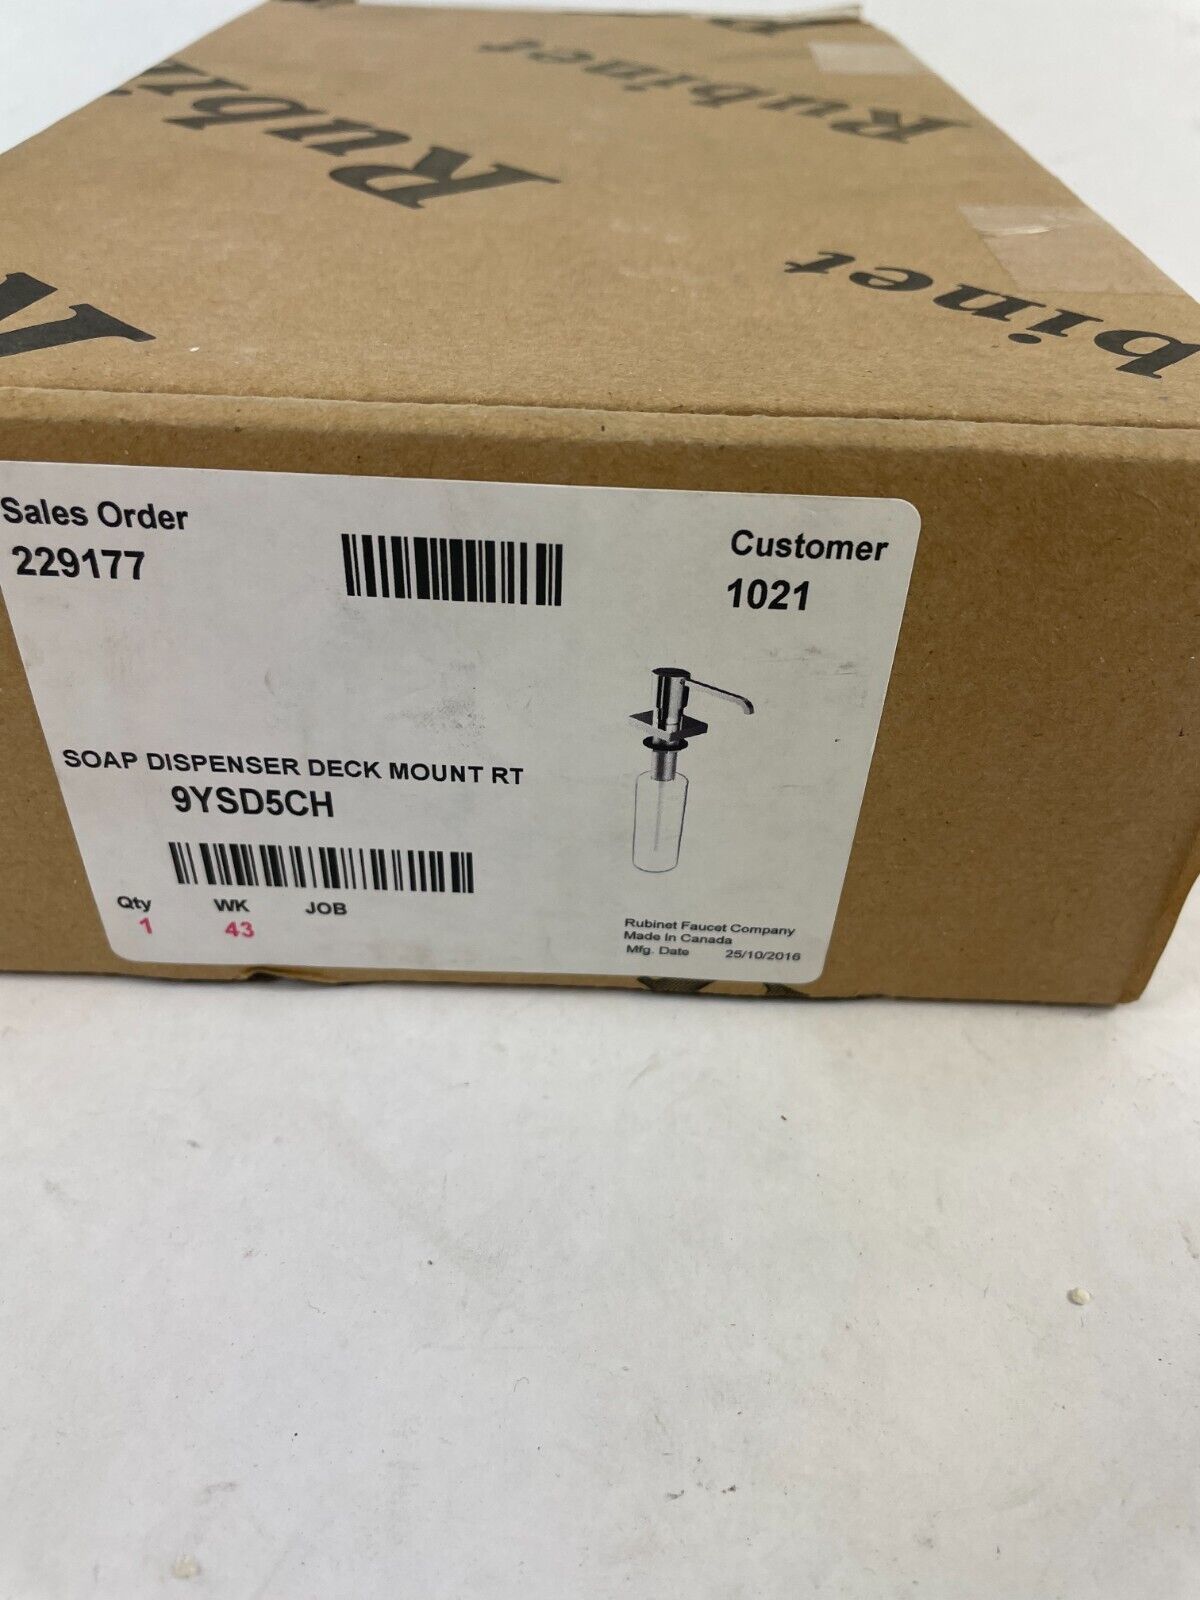 Rubinet
Rubi
binet
Sales Order
229177
Customer
1021
SOAP DISPENSER DECK MOUNT RT
9YSD5CH
Qty WK JOB
1 43
Rubinet Faucet Company
Made In Canada
Mfg. Date 25/10/2016